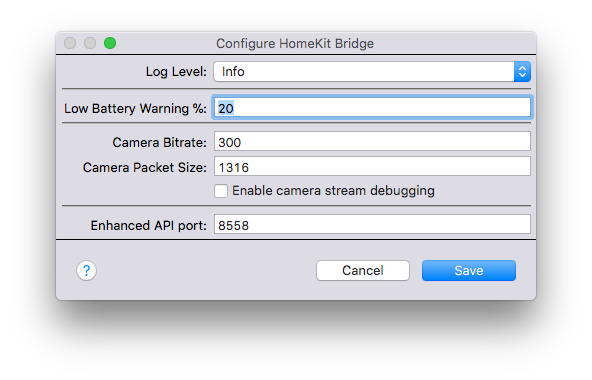 Configure HomeKit Bridge
Log Level: Info
Low Battery Warning %: 20
Camera Bitrate: 300
Camera Packet Size: 1316
Enable camera stream debugging
Enhanced API port: 8558
? Cancel Save